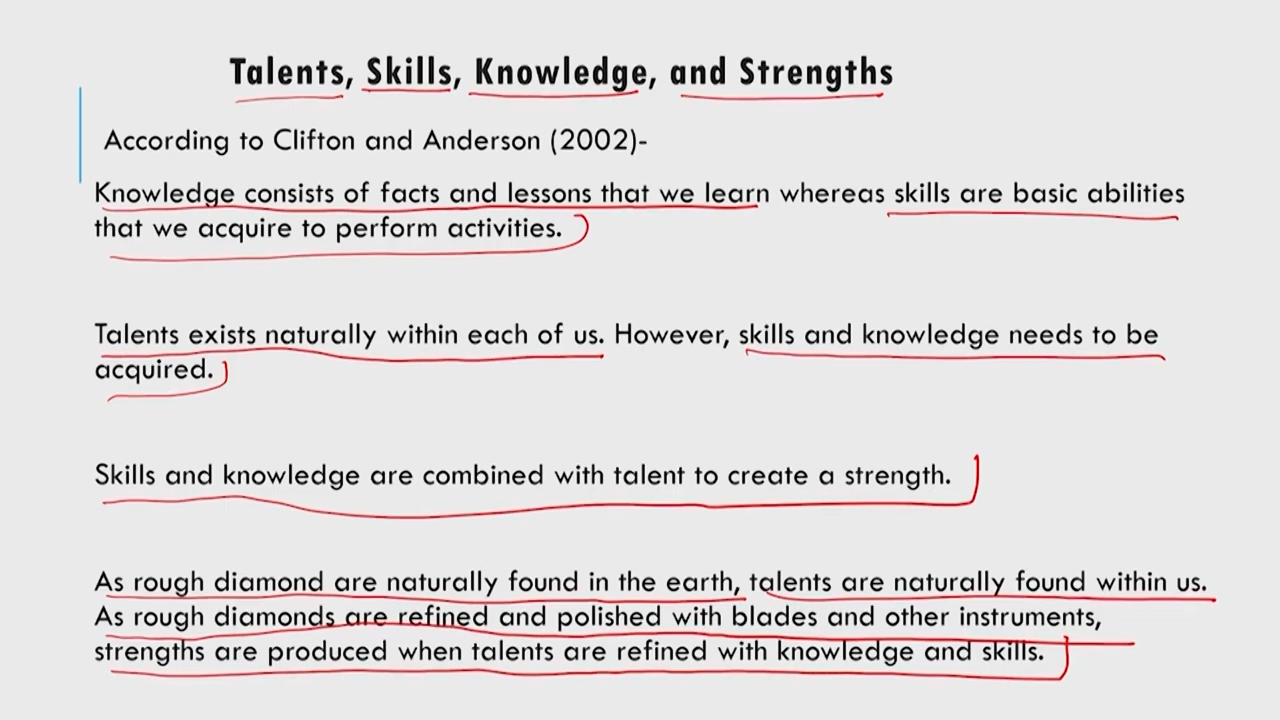 Talents, Skills, Knowledge, and Strengths
According to Clifton and Anderson (2002)-
Knowledge consists of facts and lessons that we learn whereas skills are basic abilities
that we acquire to perform activities.
Talents exists naturally within each of us. However, skills and knowledge needs to be
acquired.
Skills and knowledge are combined with talent to create a strength.
As rough diamond are naturally found in the earth, talents are naturally found within us.
As rough diamonds are refined and polished with blades and other instruments,
strengths are produced when talents are refined with knowledge and skills.